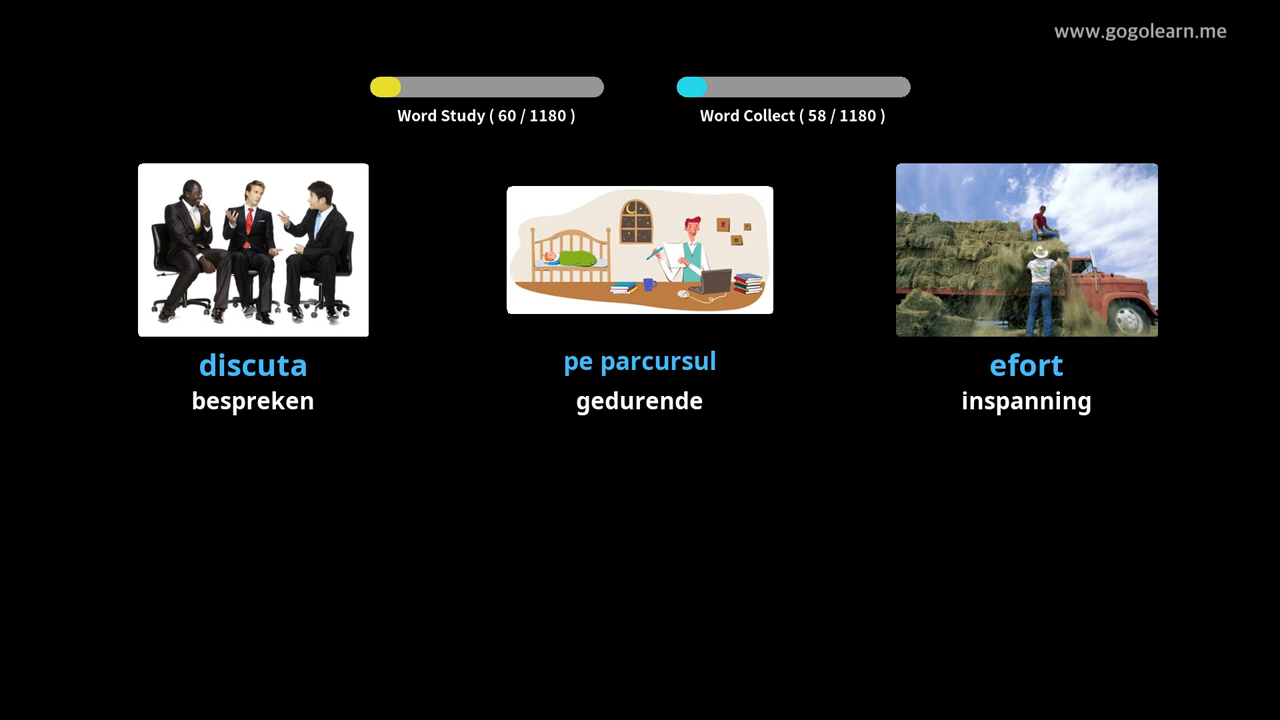 www.gogolearn.me
Word Study ( 60 / 1180 )
Word Collect ( 58 / 1180 )
discuta
bespreken
pe parcursul
gedurende
efort
inspanning